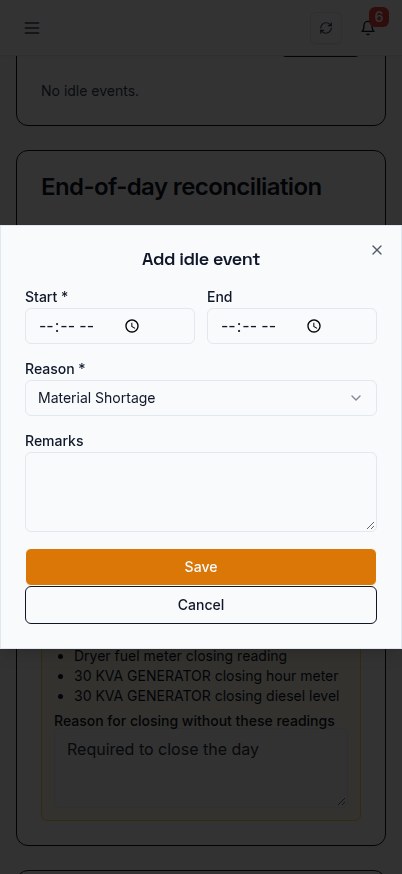 6
No idle events.
End-of-day reconciliation
Add idle event
Start * End
--:-- -- --:-- --
Reason *
Material Shortage
Remarks
Save
Cancel
Dryer fuel meter closing reading
30 KVA GENERATOR closing hour meter
30 KVA GENERATOR closing diesel level
Reason for closing without these readings
Required to close the day